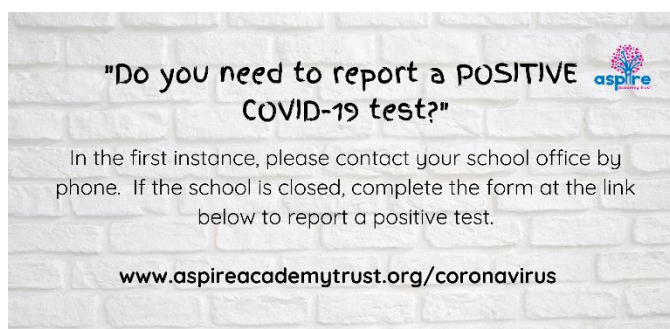 "Do you need to report a POSITIVE
COVID-19 test?"
aspire
academy trust
In the first instance, please contact your school office by
phone. If the school is closed, complete the form at the link
below to report a positive test.
www.aspireacademytrust.org/coronavirus